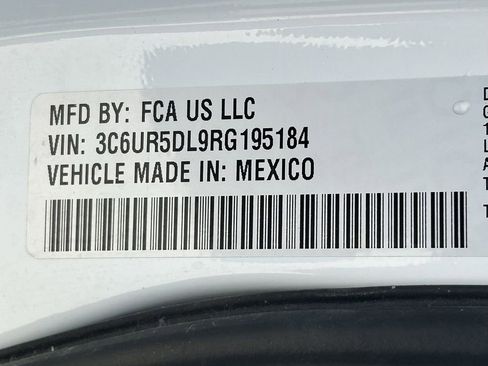 MFD BY: FCA US LLC
VIN: 3C6UR5DL9RG195184
VEHICLE MADE IN: MEXICO